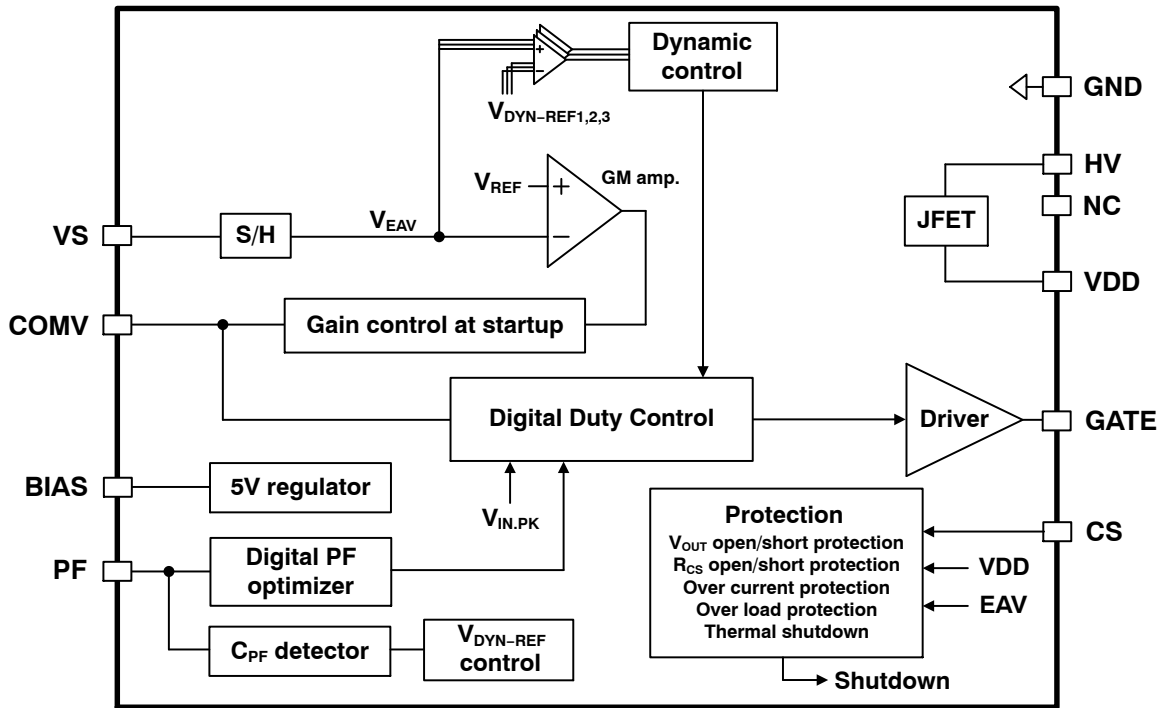 Dynamic
control
+
−
VDYN−REF1,2,3
GND
HV
NC
JFET
VDD
VREF
+
GM amp.
−
VS
S/H
VEAV
COMV
Gain control at startup
Digital Duty Control
Driver
GATE
BIAS
5V regulator
VIN.PK
PF
Digital PF
optimizer
CPF detector
VDYN−REF
control
Protection
VOUT open/short protection
RCS open/short protection
Over current protection
Over load protection
Thermal shutdown
CS
VDD
EAV
Shutdown